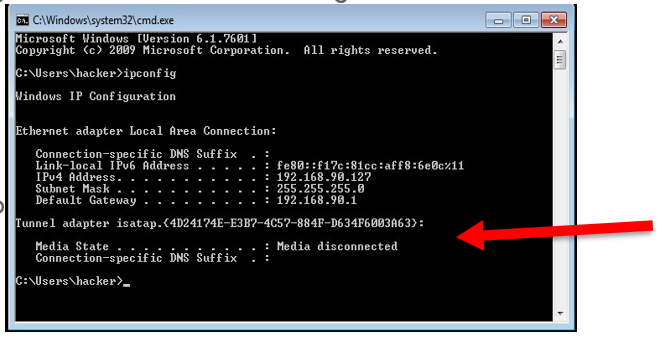 C:\Windows\system32\cmd.exe
Microsoft Windows [Version 6.1.7601]
Copyright (c) 2009 Microsoft Corporation.  All rights reserved.
C:\Users\hacker>ipconfig
Windows IP Configuration
Ethernet adapter Local Area Connection:
   Connection-specific DNS Suffix  . :
   Link-local IPv6 Address . . . . . : fe80::f17c:81cc:aff8:6e0c%11
   IPv4 Address. . . . . . . . . . . : 192.168.90.127
   Subnet Mask . . . . . . . . . . . : 255.255.255.0
   Default Gateway . . . . . . . . . : 192.168.90.1
Tunnel adapter isatap.{4D24174E-E3B7-4C57-884F-D634F6003A63}:
   Media State . . . . . . . . . . . : Media disconnected
   Connection-specific DNS Suffix  . :
C:\Users\hacker>_